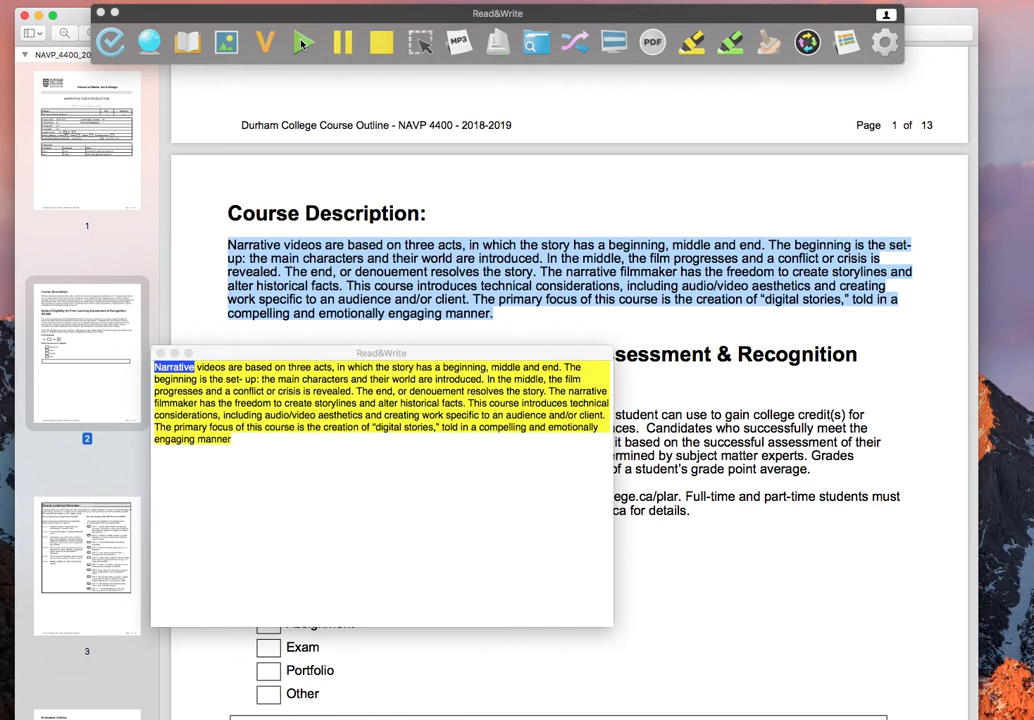 Read&Write
MP3
PDF
NAVP_4400_20
Durham College Course Outline - NAVP 4400 - 2018-2019
Page 1 of 13
Course Description:
Narrative videos are based on three acts, in which the story has a beginning, middle and end. The beginning is the set-
up: the main characters and their world are introduced. In the middle, the film progresses and a conflict or crisis is
revealed. The end, or denouement resolves the story. The narrative filmmaker has the freedom to create storylines and
alter historical facts. This course introduces technical considerations, including audio/video aesthetics and creating
work specific to an audience and/or client. The primary focus of this course is the creation of “digital stories,” told in a
compelling and emotionally engaging manner.
Read&Write
Narrative videos are based on three acts, in which the story has a beginning, middle and end. The
beginning is the set- up: the main characters and their world are introduced. In the middle, the film
progresses and a conflict or crisis is revealed. The end, or denouement resolves the story. The narrative
filmmaker has the freedom to create storylines and alter historical facts. This course introduces technical
considerations, including audio/video aesthetics and creating work specific to an audience and/or client.
The primary focus of this course is the creation of “digital stories,” told in a compelling and emotionally
engaging manner
sessment & Recognition
student can use to gain college credit(s) for
ces. Candidates who successfully meet the
it based on the successful assessment of their
rmined by subject matter experts. Grades
of a student's grade point average.
ege.ca/plar. Full-time and part-time students must
ca for details.
Exam
Portfolio
Other
1
2
3